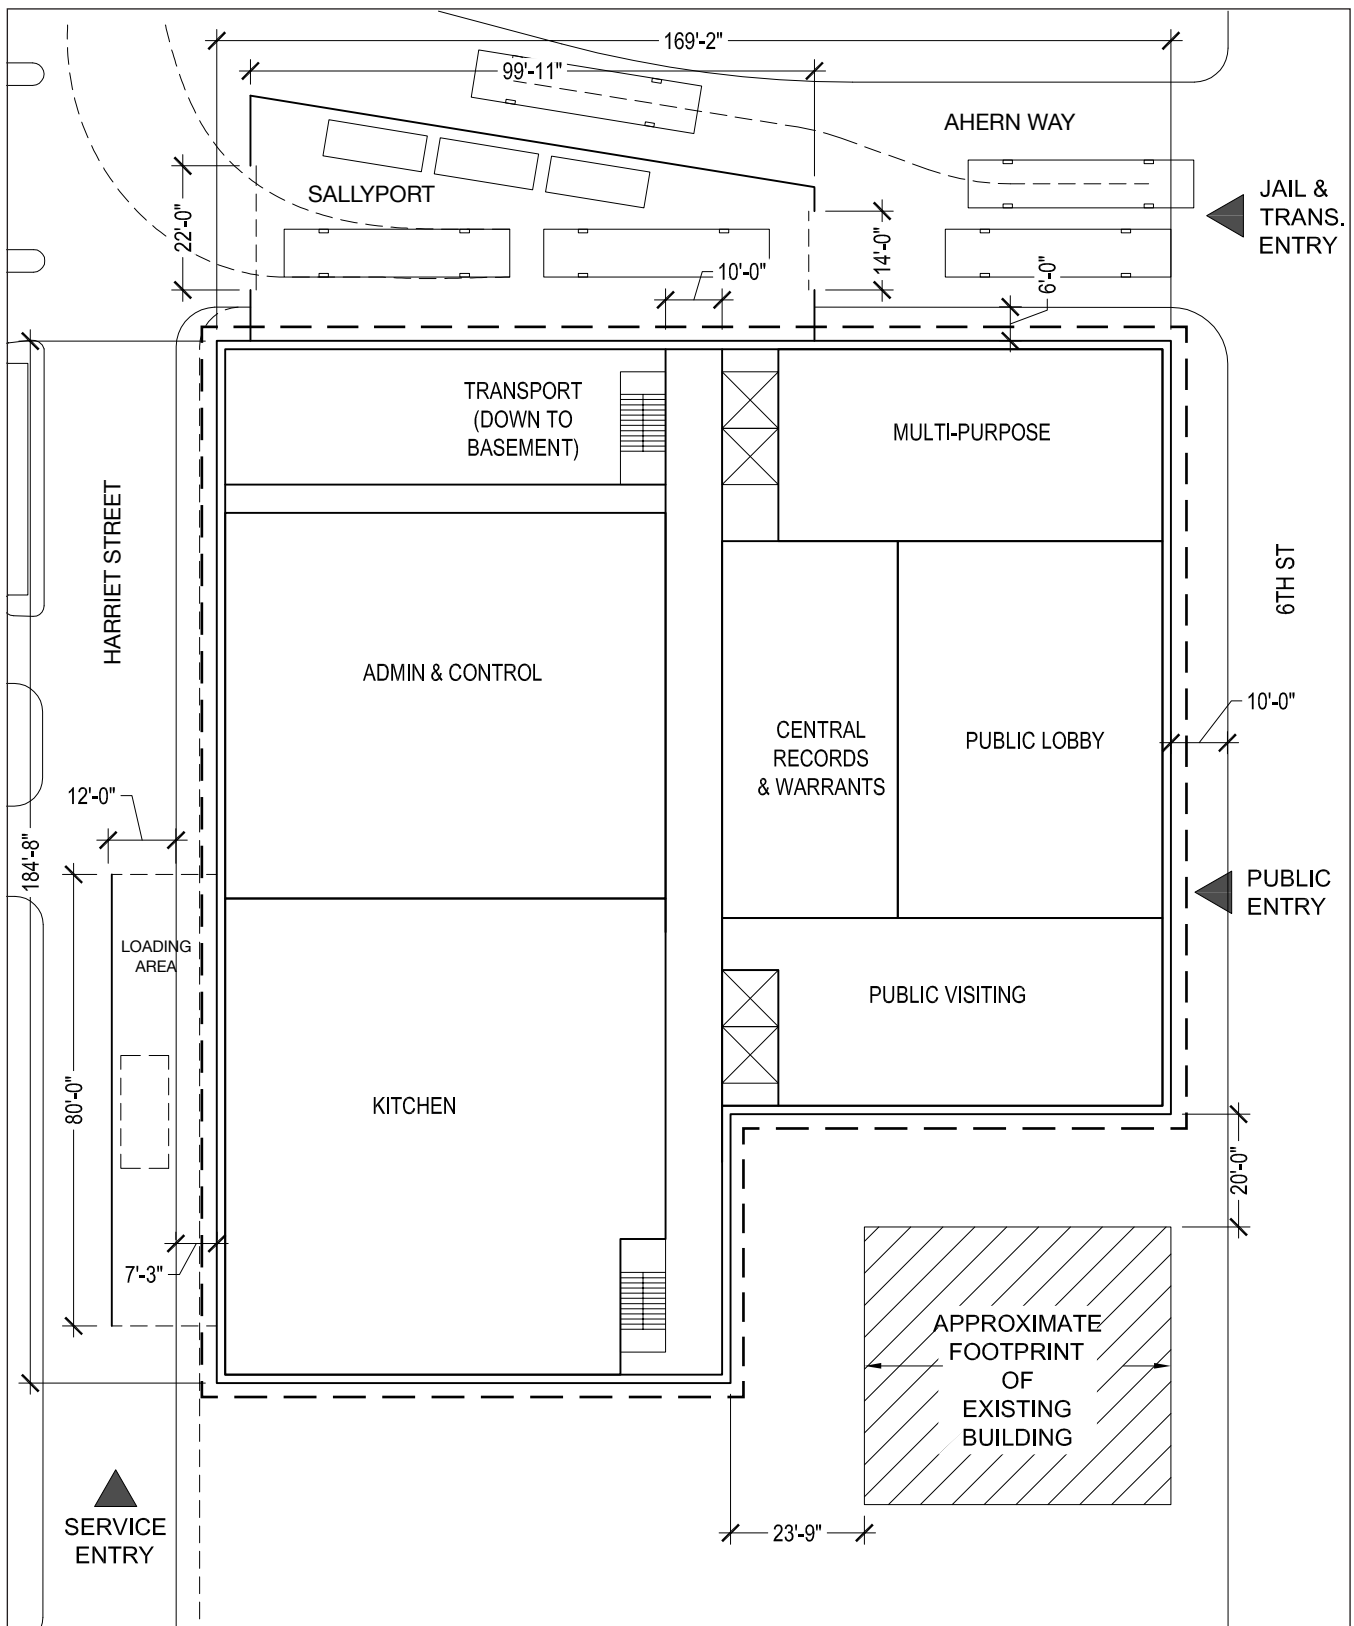 169'-2"
99'-11"
AHERN WAY
SALLYPORT
JAIL &
TRANS.
ENTRY
22'-0"
14'-0"
10'-0"
6'-0"
TRANSPORT
(DOWN TO
BASEMENT)
MULTI-PURPOSE
HARRIET STREET
6TH ST
ADMIN & CONTROL
CENTRAL
RECORDS
& WARRANTS
PUBLIC LOBBY
10'-0"
12'-0"
184'-8"
PUBLIC
ENTRY
LOADING
AREA
PUBLIC VISITING
80'-0"
KITCHEN
20'-0"
7'-3"
APPROXIMATE
FOOTPRINT
OF
EXISTING
BUILDING
SERVICE
ENTRY
23'-9"